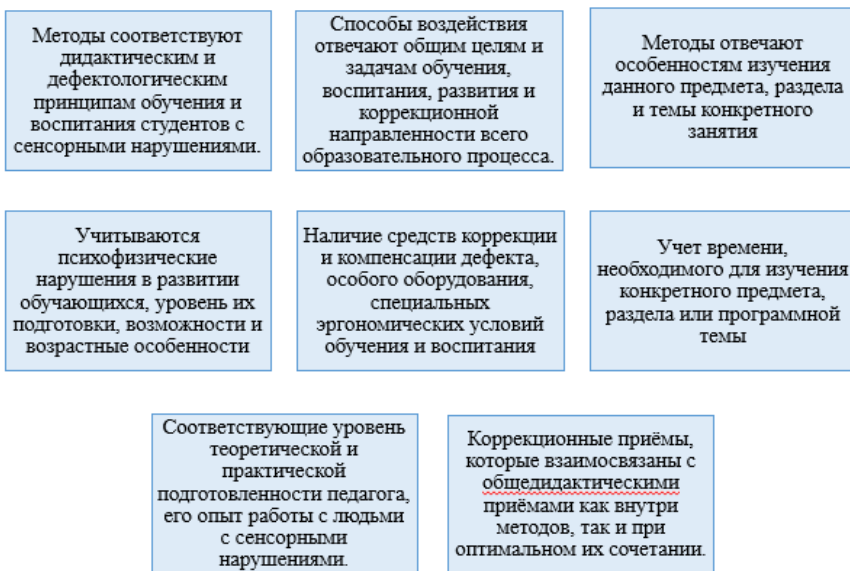 Методы соответствуют
дидактическим и
дефектологическим
принципам обучения и
воспитания студентов с
сенсорными нарушениями.
Способы воздействия
отвечают общим целям и
задачам обучения,
воспитания, развития и
коррекционной
направленности всего
образовательного процесса.
Методы отвечают
особенностям изучения
данного предмета, раздела
и темы конкретного
занятия
Учитываются
психофизические
нарушения в развитии
обучающихся, уровень их
подготовки, возможности и
возрастные особенности
Наличие средств коррекции
и компенсации дефекта,
особого оборудования,
специальных
эргономических условий
обучения и воспитания
Учет времени,
необходимого для изучения
конкретного предмета,
раздела или программной
темы
Соответствующие уровень
теоретической и
практической
подготовленности педагога,
его опыт работы с людьми
с сенсорными
нарушениями.
Коррекционные приёмы,
которые взаимосвязаны с
общедидактическими
приёмами как внутри
методов, так и при
оптимальном их сочетании.